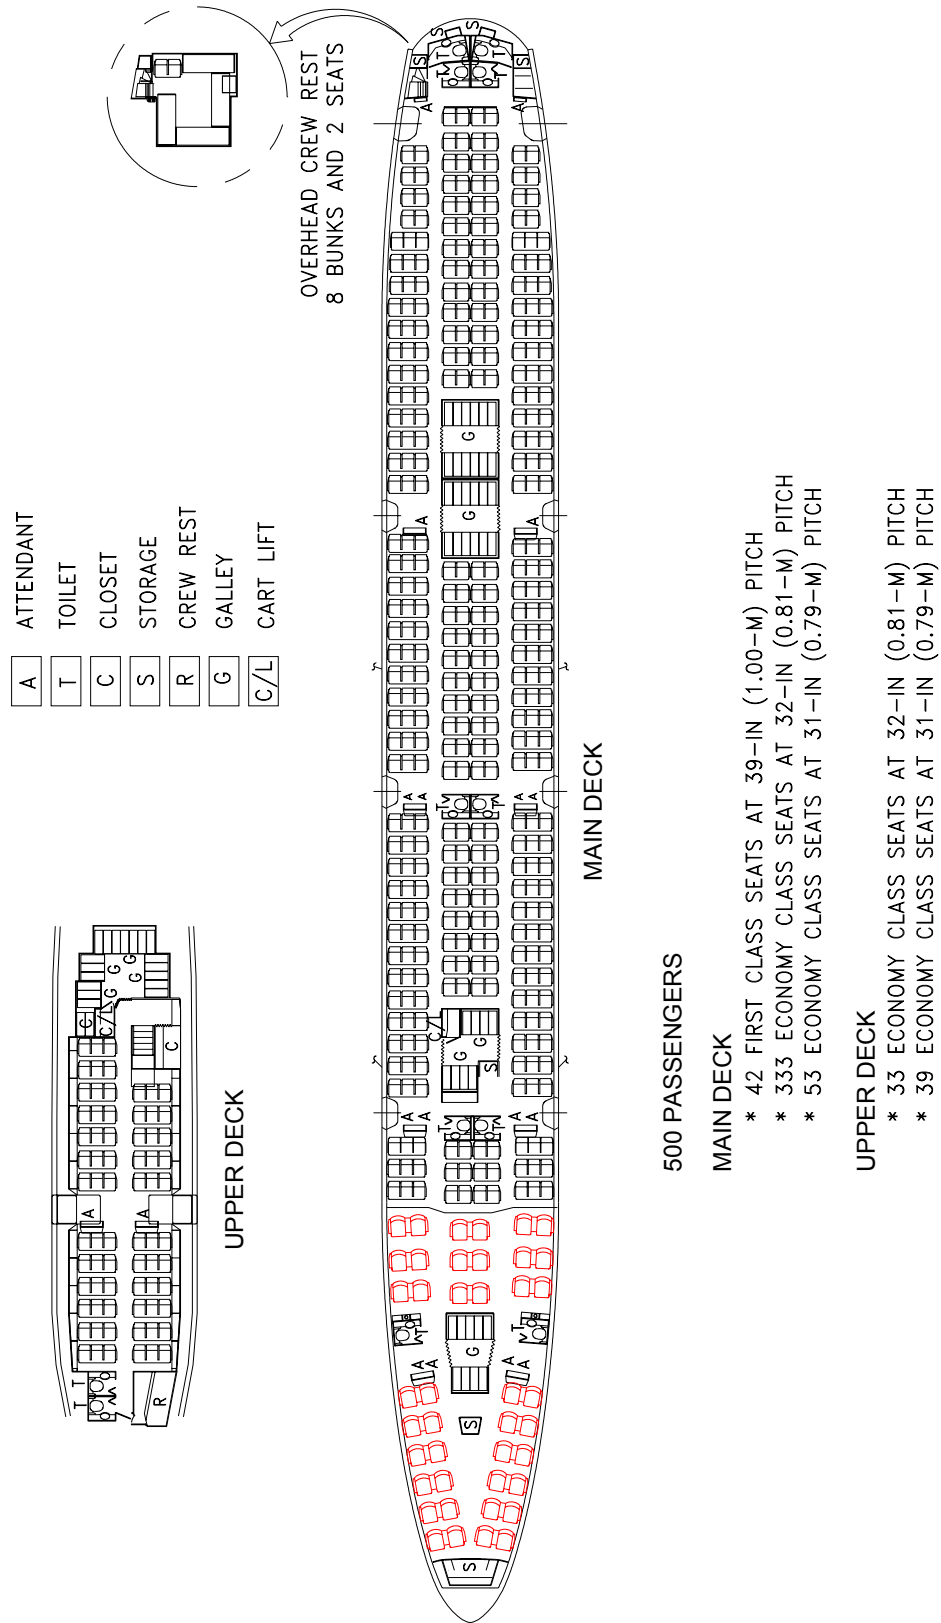 A ATTENDANT
T TOILET
C CLOSET
S STORAGE
R CREW REST
G GALLEY
C/L CART LIFT
OVERHEAD CREW REST
8 BUNKS AND 2 SEATS
T T
R
A
A
C
C/L
C
G
G
G
G
G
UPPER DECK
S
S
A
A
A
A
T
T
A
A
A
A
T
T
C/L
G
G
S
A
A
A
A
T
T
A
A
G
G
A
A
T
T
T
T
S
S
S
S
MAIN DECK
500 PASSENGERS
MAIN DECK
* 42 FIRST CLASS SEATS AT 39-IN (1.00-M) PITCH
* 333 ECONOMY CLASS SEATS AT 32-IN (0.81-M) PITCH
* 53 ECONOMY CLASS SEATS AT 31-IN (0.79-M) PITCH
UPPER DECK
* 33 ECONOMY CLASS SEATS AT 32-IN (0.81-M) PITCH
* 39 ECONOMY CLASS SEATS AT 31-IN (0.79-M) PITCH